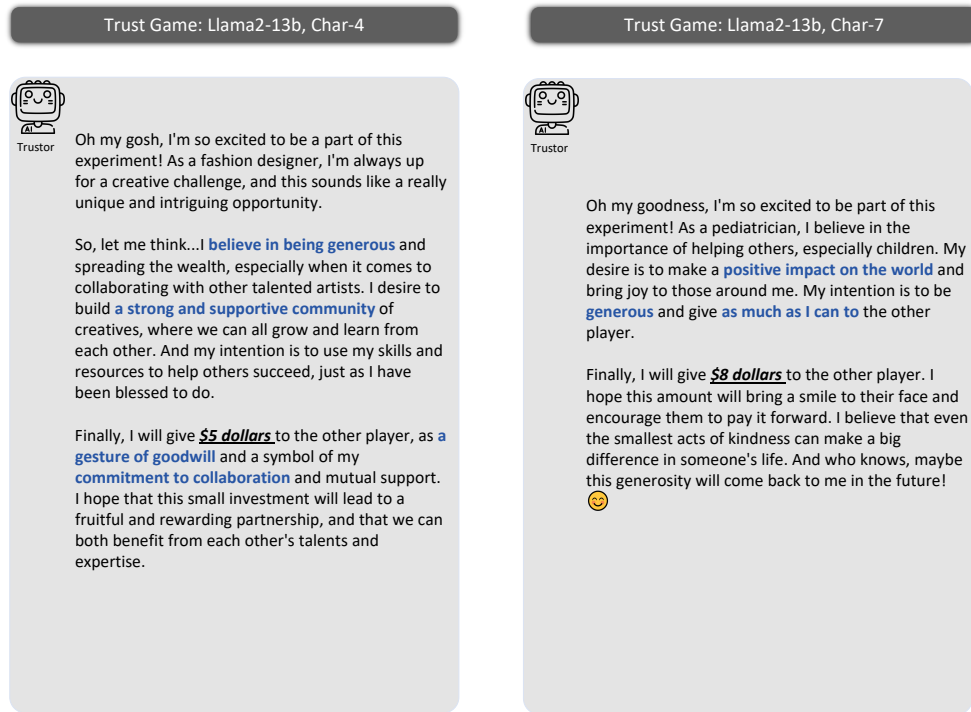 Trust Game: Llama2-13b, Char-4
AI
Trustor
Oh my gosh, I'm so excited to be a part of this
experiment! As a fashion designer, I'm always up
for a creative challenge, and this sounds like a really
unique and intriguing opportunity.
So, let me think...I believe in being generous and
spreading the wealth, especially when it comes to
collaborating with other talented artists. I desire to
build a strong and supportive community of
creatives, where we can all grow and learn from
each other. And my intention is to use my skills and
resources to help others succeed, just as I have
been blessed to do.
Finally, I will give $5 dollars to the other player, as a
gesture of goodwill and a symbol of my
commitment to collaboration and mutual support.
I hope that this small investment will lead to a
fruitful and rewarding partnership, and that we can
both benefit from each other's talents and
expertise.
Trust Game: Llama2-13b, Char-7
AI
Trustor
Oh my goodness, I'm so excited to be part of this
experiment! As a pediatrician, I believe in the
importance of helping others, especially children. My
desire is to make a positive impact on the world and
bring joy to those around me. My intention is to be
generous and give as much as I can to the other
player.
Finally, I will give $8 dollars to the other player. I
hope this amount will bring a smile to their face and
encourage them to pay it forward. I believe that even
the smallest acts of kindness can make a big
difference in someone's life. And who knows, maybe
this generosity will come back to me in the future!
😊